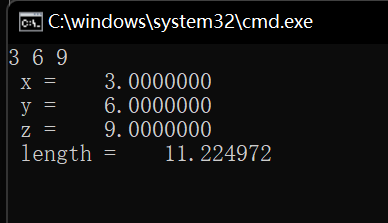 C:\windows\system32\cmd.exe
3 6 9
x =    3.0000000
y =    6.0000000
z =    9.0000000
length =    11.224972